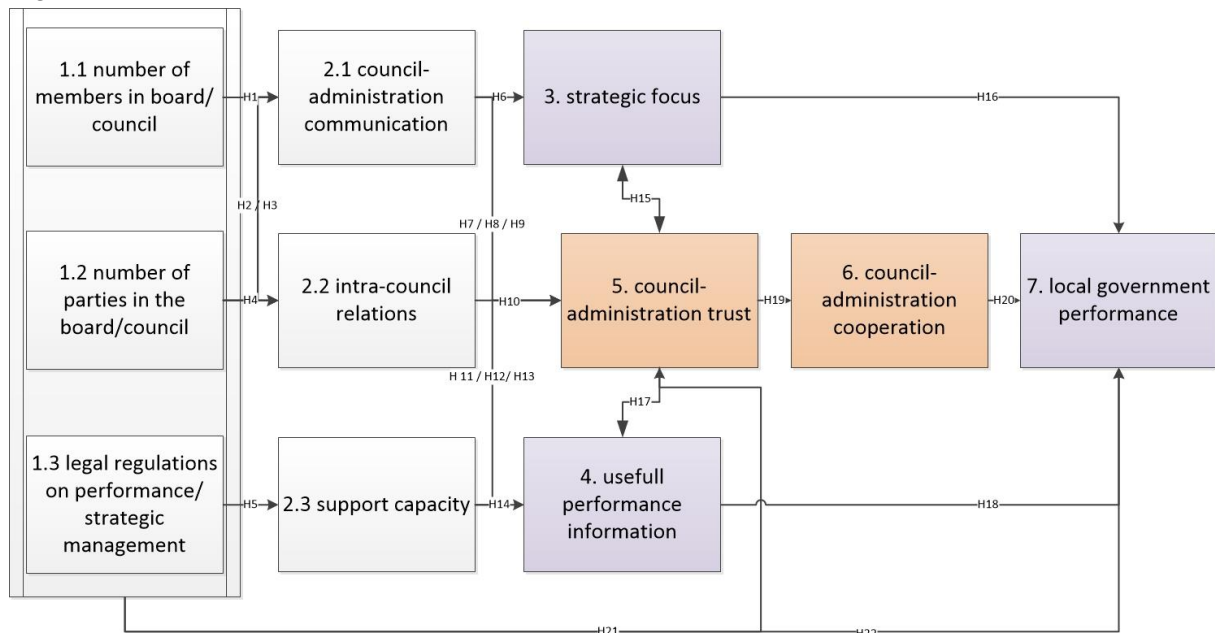 1.1 number of
members in board/
council
2.1 council-
administration
communication
3. strategic focus
H1
H6
H16
H2 / H3
H7 / H8 / H9
H15
1.2 number of
parties in the
board/council
2.2 intra-council
relations
5. council-
administration trust
6. council-
administration
cooperation
7. local government
performance
H4
H10
H19
H20
H 11 / H12/ H13
H17
1.3 legal regulations
on performance/
strategic
management
2.3 support capacity
4. usefull
performance
information
H5
H14
H18
H21
H22